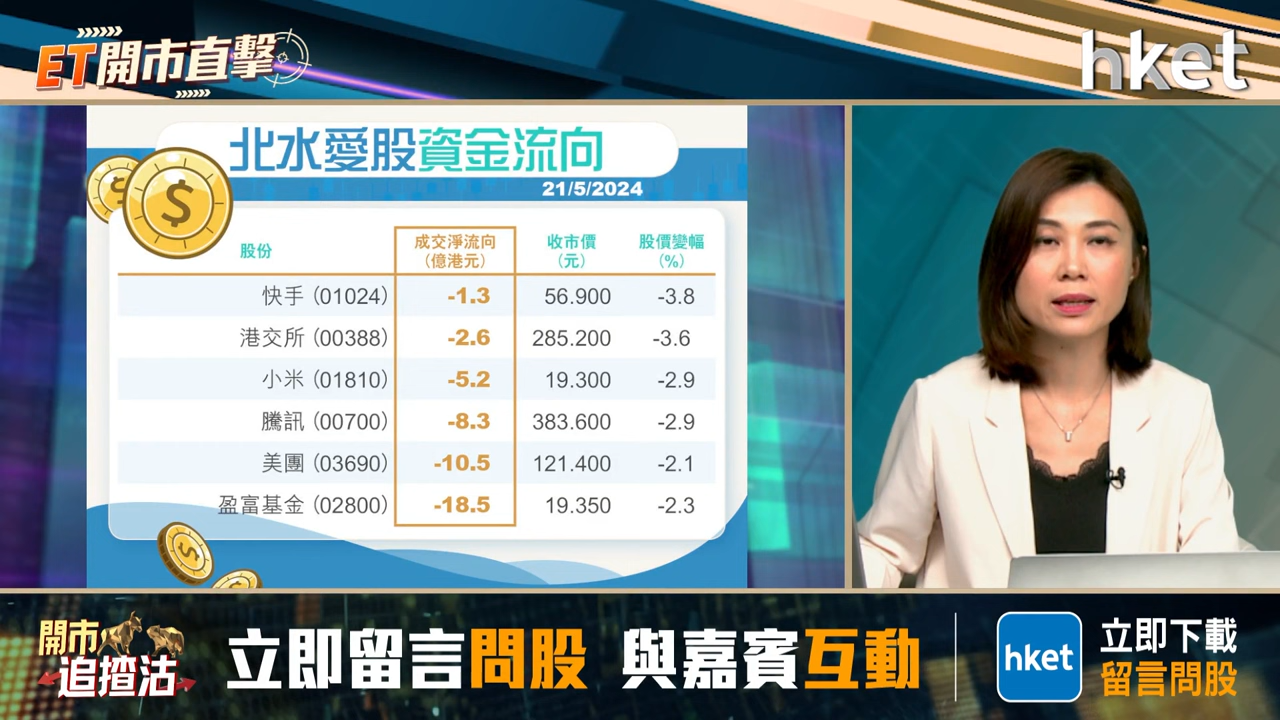 ET開市直擊
hket
北水愛股資金流向
21/5/2024
股份 成交淨流向 (億港元) 收市價 (元) 股價變幅 (%)
快手 (01024) -1.3 56.900 -3.8
港交所 (00388) -2.6 285.200 -3.6
小米 (01810) -5.2 19.300 -2.9
騰訊 (00700) -8.3 383.600 -2.9
美團 (03690) -10.5 121.400 -2.1
盈富基金 (02800) -18.5 19.350 -2.3
開市
追揸沽
立即留言問股 與嘉賓互動
hket
立即下載
留言問股